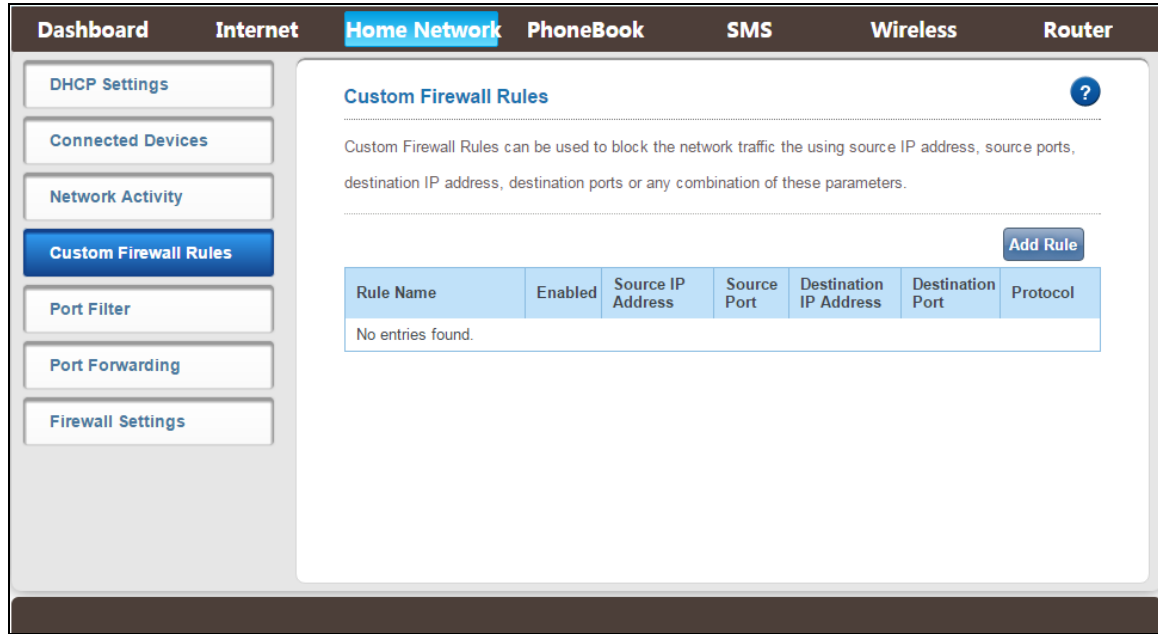 Dashboard Internet Home Network PhoneBook SMS Wireless Router
DHCP Settings
Connected Devices
Network Activity
Custom Firewall Rules
Port Filter
Port Forwarding
Firewall Settings
Custom Firewall Rules ?
Custom Firewall Rules can be used to block the network traffic the using source IP address, source ports,
destination IP address, destination ports or any combination of these parameters.
Add Rule
Rule Name Enabled Source IP Address Source Port Destination IP Address Destination Port Protocol
No entries found.